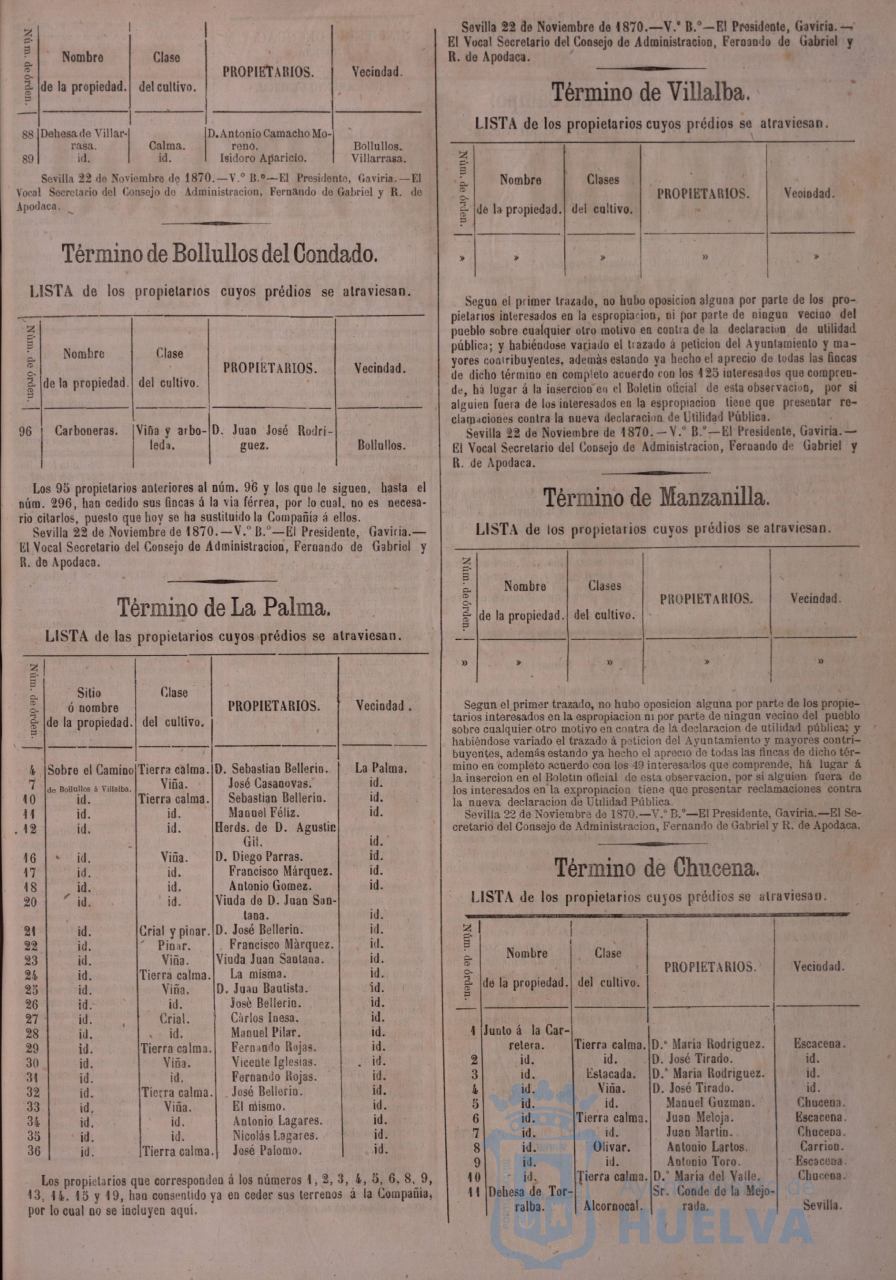 Núm. de órden.
Nombre
de la propiedad.
Clase
del cultivo.
PROPIETARIOS.
Vecindad.
88 Dehesa de Villar- D. Antonio Camacho Mo-
rasa. Calma. reno. Bollullos.
89 id. id. Isidoro Aparicio. Villarrasa.
Sevilla 22 de Noviembre de 1870.—V.º B.º—El Presidente, Gaviria.—El
Vocal Secretario del Consejo de Administracion, Fernando de Gabriel y R. de
Apodaca.
Término de Bollullos del Condado.
LISTA de los propietarios cuyos prédios se atraviesan.
Núm. de órden.
Nombre
de la propiedad.
Clase
del cultivo.
PROPIETARIOS.
Vecindad.
96 Carboneras. Viña y arbo- D. Juan José Rodri-
leda. guez. Bollullos.
Los 95 propietarios anteriores al núm. 96 y los que le siguen, hasta el
núm. 296, han cedido sus fincas á la via férrea, por lo cual, no es necesa-
rio citarlos, puesto que hoy se ha sustituido la Compañia á ellos.
Sevilla 22 de Noviembre de 1870.—V.º B.º—El Presidente, Gaviria.—
El Vocal Secretario del Consejo de Administracion, Fernando de Gabriel y
R. de Apodaca.
Término de La Palma.
LISTA de las propietarios cuyos prédios se atraviesan.
Núm. de órden.
Sitio
ó nombre
de la propiedad.
Clase
del cultivo.
PROPIETARIOS.
Vecindad.
4 Sobre el Camino Tierra calma. D. Sebastian Bellerin. La Palma.
7 de Bollullos á Villalba. Viña. José Casanovas. id.
10 id. Tierra calma. Sebastian Bellerin. id.
11 id. id. Manuel Féliz. id.
12 id. id. Herds. de D. Agustin
Gil. id.
16 id. Viña. D. Diego Parras. id.
17 id. id. Francisco Márquez. id.
18 id. id. Antonio Gomez. id.
20 id. id. Viuda de D. Juan San-
tana. id.
21 id. Crial y pinar. D. José Bellerin. id.
22 id. Pinar. Francisco Màrquez. id.
23 id. Viña. Viuda Juan Santana. id.
24 id. Tierra calma. La misma. id.
25 id. Viña. D. Juan Bautista. id.
26 id. id. José Bellerin. id.
27 id. Crial. Càrlos Inesa. id.
28 id. id. Manuel Pilar. id.
29 id. Tierra calma. Fernando Rojas. id.
30 id. Viña. Vicente Iglesias. id.
31 id. id. Fernando Rojas. id.
32 id. Tierra calma. José Bellerin. id.
33 id. Viña. El mismo. id.
34 id. id. Antonio Lagares. id.
35 id. id. Nicolás Lagares. id.
36 id. Tierra calma. José Palomo. id.
Los propietarios que corresponden á los números 1, 2, 3, 4, 5, 6, 8, 9,
13, 14, 15 y 19, han consentido ya en ceder sus terrenos á la Compañia,
por lo cual no se incluyen aquí.
Sevilla 22 de Noviembre de 1870.—V.º B.º—El Presidente, Gaviria.—
El Vocal Secretario del Consejo de Administracion, Fernando de Gabriel y
R. de Apodaca.
Término de Villalba.
LISTA de los propietarios cuyos prédios se atraviesan.
Núm. de órden.
Nombre
de la propiedad.
Clases
del cultivo.
PROPIETARIOS.
Vecindad.
» » » » »
Segun el primer trazado, no hubo oposicion alguna por parte de los pro-
pietarios interesados en la espropiacion, ni por parte de ningun vecino del
pueblo sobre cualquier otro motivo en contra de la declaracion de utilidad
pública; y habiéndose variado el trazado á peticion del Ayuntamiento y ma-
yores contribuyentes, además estando ya hecho el aprecio de todas las fincas
de dicho término en completo acuerdo con los 125 interesados que compren-
de, há lugar á la insercion en el Boletin oficial de esta observacion, por si
alguien fuera de los interesados en la espropiacion tiene que presentar re-
clamaciones contra la nueva declaracion de Utilidad Pública.
Sevilla 22 de Noviembre de 1870.—V.º B.º—El Presidente, Gaviria.—
El Vocal Secretario del Consejo de Administracion, Fernando de Gabriel y
R. de Apodaca.
Término de Manzanilla.
LISTA de los propietarios cuyos prédios se atraviesan.
Núm. de órden.
Nombre
de la propiedad.
Clases
del cultivo.
PROPIETARIOS.
Vecindad.
» » » » »
Segun el primer trazado, no hubo oposicion alguna por parte de los propie-
tarios interesados en la espropiacion ni por parte de ningun vecino del pueblo
sobre cualquier otro motivo en contra de la declaracion de utilidad pública; y
habiéndose variado el trazado à peticion del Ayuntamiento y mayores contri-
buyentes, además estando ya hecho el aprecio de todas las fincas de dicho tér-
mino en completo acuerdo con los 49 interesados que comprende, há lugar á
la insercion en el Boletin oficial de esta observacion, por si alguien fuera de
los interesados en la expropiacion tiene que presentar reclamaciones contra
la nueva declaracion de Utilidad Pública.
Sevilla 22 de Noviembre de 1870.—V.º B.º—El Presidente, Gaviria.—El Se-
cretario del Consejo de Administracion, Fernando de Gabriel y R. de Apodaca.
Término de Chucena.
LISTA de los propietarios cuyos prédios se atraviesan.
Núm. de órden.
Nombre
de la propiedad.
Clase
del cultivo.
PROPIETARIOS.
Vecindad.
1 Junto á la Car-
retera. Tierra calma. D.ª Maria Rodriguez. Escacena.
2 id. id. D. José Tirado. id.
3 id. Estacada. D.ª Maria Rodriguez. id.
4 id. Viña. D. José Tirado. id.
5 id. id. Manuel Guzman. Chucena.
6 id. Tierra calma. Juan Meloja. Escacena.
7 id. id. Juan Martin. Chucena.
8 id. Olivar. Antonio Lartos. Carrion.
9 id. id. Antonio Toro. Escacena.
10 id. Tierra calma. D.ª Maria del Valle. Chucena.
11 Dehesa de Tor- Sr. Conde de la Mejo-
ralba. Alcornocal. rada. Sevilla.
HUELVA